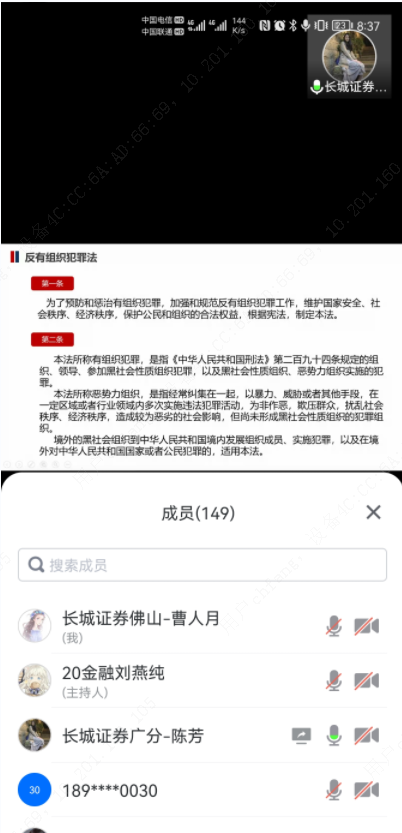 中国电信 HD 4G 4G 144 8:37
中国联通 HD K/s
长城证券...
反有组织犯罪法
第一条
为了预防和惩治有组织犯罪，加强和规范反有组织犯罪工作，维护国家安全、社
会秩序、经济秩序，保护公民和组织的合法权益，根据宪法，制定本法。
第二条
本法所称有组织犯罪，是指《中华人民共和国刑法》第二百九十四条规定的组
织、领导、参加黑社会性质组织犯罪，以及黑社会性质组织、恶势力组织实施的犯
罪。
本法所称恶势力组织，是指经常纠集在一起，以暴力、威胁或者其他手段，在
一定区域或者行业领域内多次实施违法犯罪活动，为非作恶，欺压群众，扰乱社会
秩序、经济秩序，造成较为恶劣的社会影响，但尚未形成黑社会性质组织的犯罪组
织。
境外的黑社会组织到中华人民共和国境内发展组织成员、实施犯罪，以及在境
外对中华人民共和国国家或者公民犯罪的，适用本法。
成员(149)
搜索成员
长城证券佛山-曹人月
(我)
20金融刘燕纯
(主持人)
长城证券广分-陈芳
30
189****0030